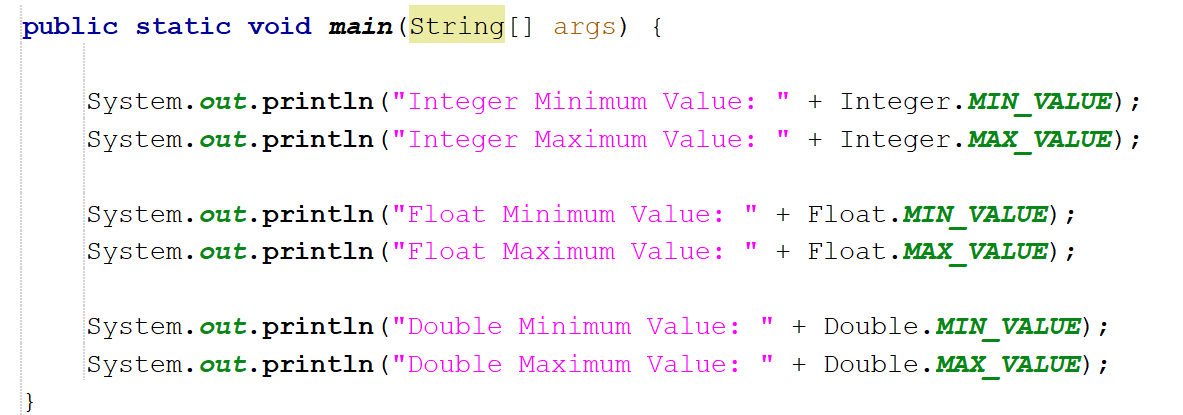 public static void main(String[] args) {
System.out.println("Integer Minimum Value: " + Integer.MIN_VALUE);
System.out.println("Integer Maximum Value: " + Integer.MAX_VALUE);
System.out.println("Float Minimum Value: " + Float.MIN_VALUE);
System.out.println("Float Maximum Value: " + Float.MAX_VALUE);
System.out.println("Double Minimum Value: " + Double.MIN_VALUE);
System.out.println("Double Maximum Value: " + Double.MAX_VALUE);
}